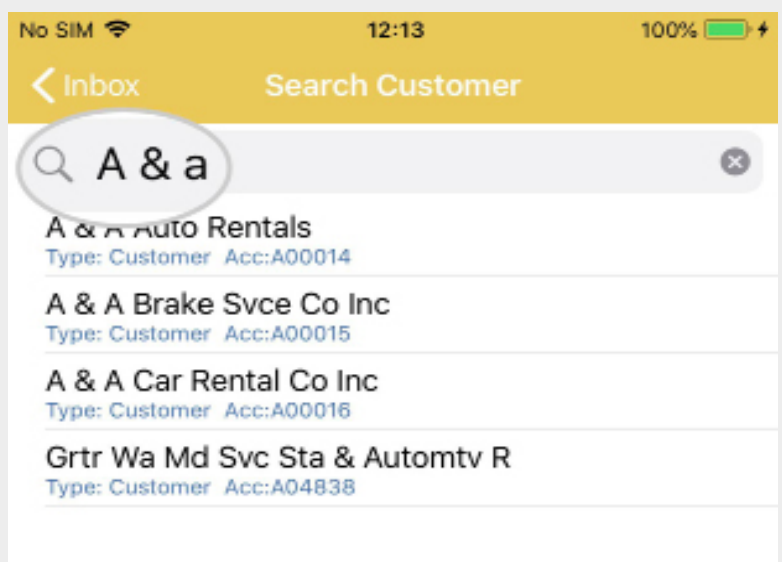 No SIM 12:13 100%
Inbox Search Customer
A & a
A & A Auto Rentals
Type: Customer Acc:A00014
A & A Brake Svce Co Inc
Type: Customer Acc:A00015
A & A Car Rental Co Inc
Type: Customer Acc:A00016
Grtr Wa Md Svc Sta & Automtv R
Type: Customer Acc:A04838